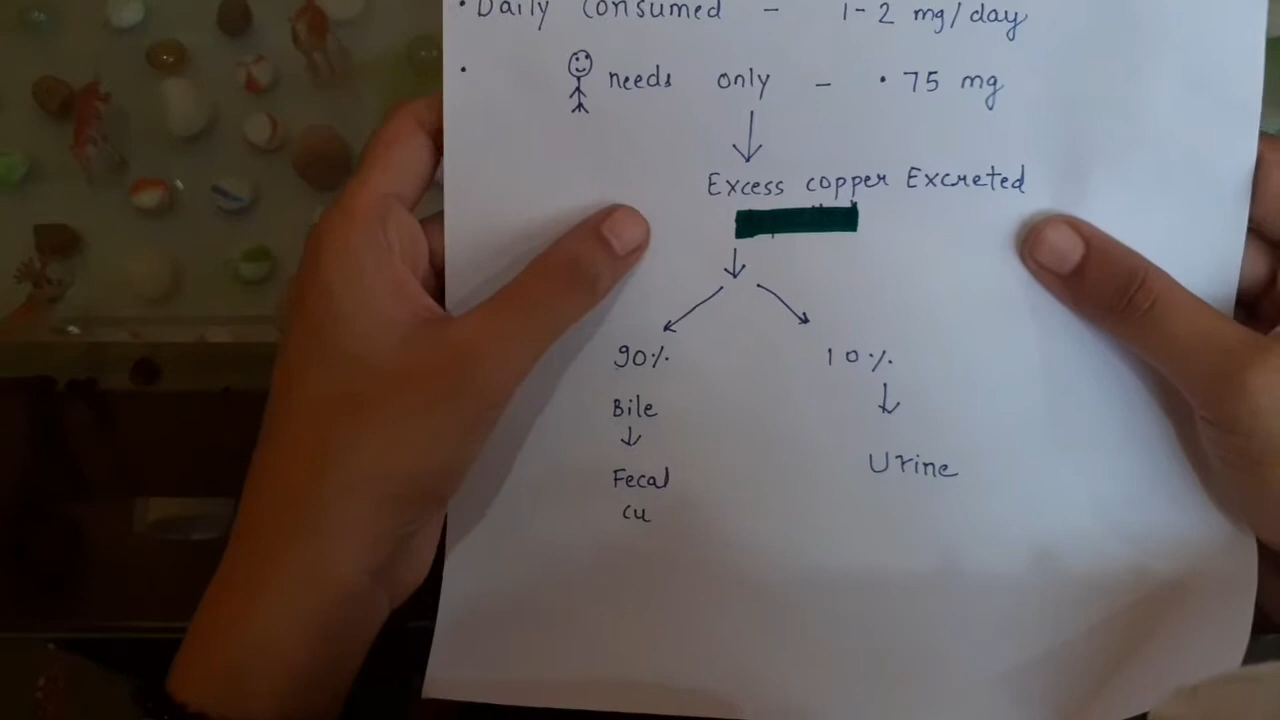 • Daily Consumed - 1-2 mg/day
• needs only - .75 mg
Excess copper Excreted
90%
10%
Bile
Fecal
Urine
cu